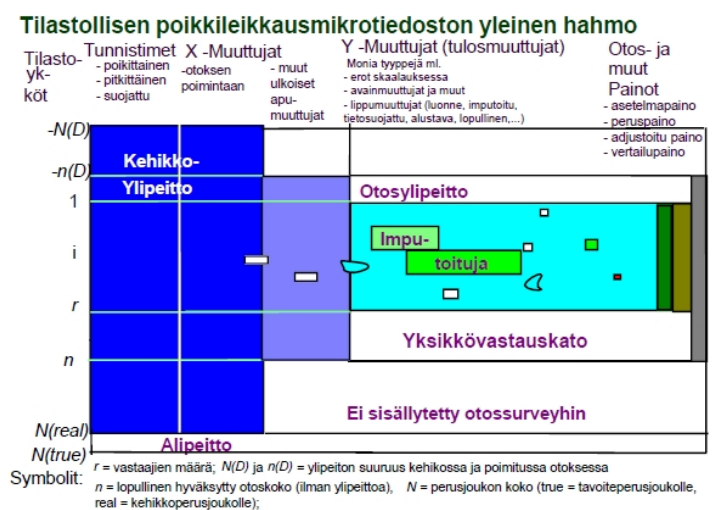 Tilastollisen poikkileikkausmikrotiedoston yleinen hahmo
Tilasto-
yk-
köt
Tunnistimet
- poikittainen
- pitkittäinen
- suojattu
X -Muuttujat
-otoksen
poimintaan
- muut
ulkoiset
apu-
muuttujat
Y -Muuttujat (tulosmuuttujat)
Monia tyyppejä ml.
- erot skaalauksessa
- avainmuuttujat ja muut
- lippumuuttujat (luonne, imputoitu,
tietosuojattu, alustava, lopullinen,...)
Otos- ja
muut
Painot
- asetelmapaino
- peruspaino
- adjustoitu paino
- vertailupaino
-N(D)
-n(D)
1
i
r
n
N(real)
N(true)
Kehikko-
Ylipeitto
Otosylipeitto
Impu-
toituja
Yksikkövastauskato
Ei sisällytetty otossurveyhin
Alipeitto
Symbolit:
r = vastaajien määrä; N(D) ja n(D) = ylipeiton suuruus kehikossa ja poimitussa otoksessa
n = lopullinen hyväksytty otoskoko (ilman ylipeittoa), N = perusjoukon koko (true = tavoiteperusjoukolle,
real = kehikkoperusjoukolle);